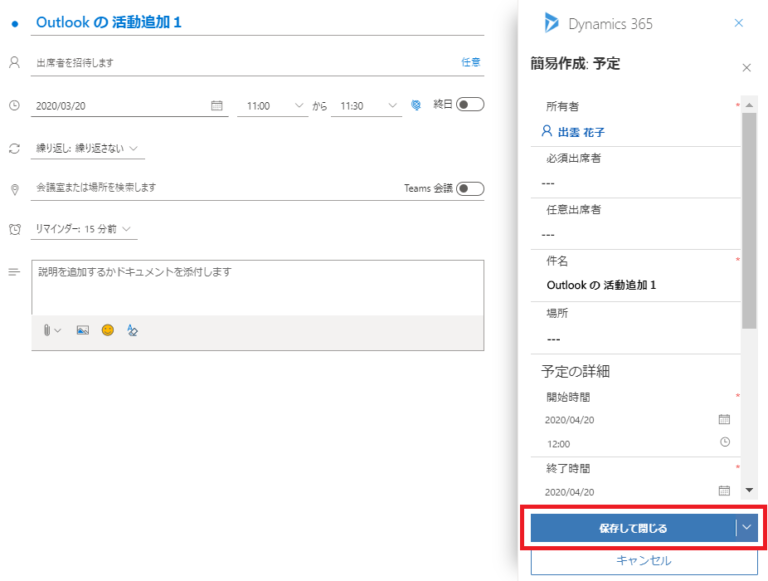 Outlook の 活動追加 1
出席者を招待します 任意
2020/03/20 11:00 から 11:30 終日
繰り返し: 繰り返さない
会議室または場所を検索します Teams 会議
リマインダー: 15 分前
説明を追加するかドキュメントを添付します
Dynamics 365
簡易作成: 予定
所有者 *
出雲 花子
必須出席者
---
任意出席者
---
件名 *
Outlook の 活動追加 1
場所
---
予定の詳細
開始時間 *
2020/04/20
12:00
終了時間 *
2020/04/20
保存して閉じる
キャンセル